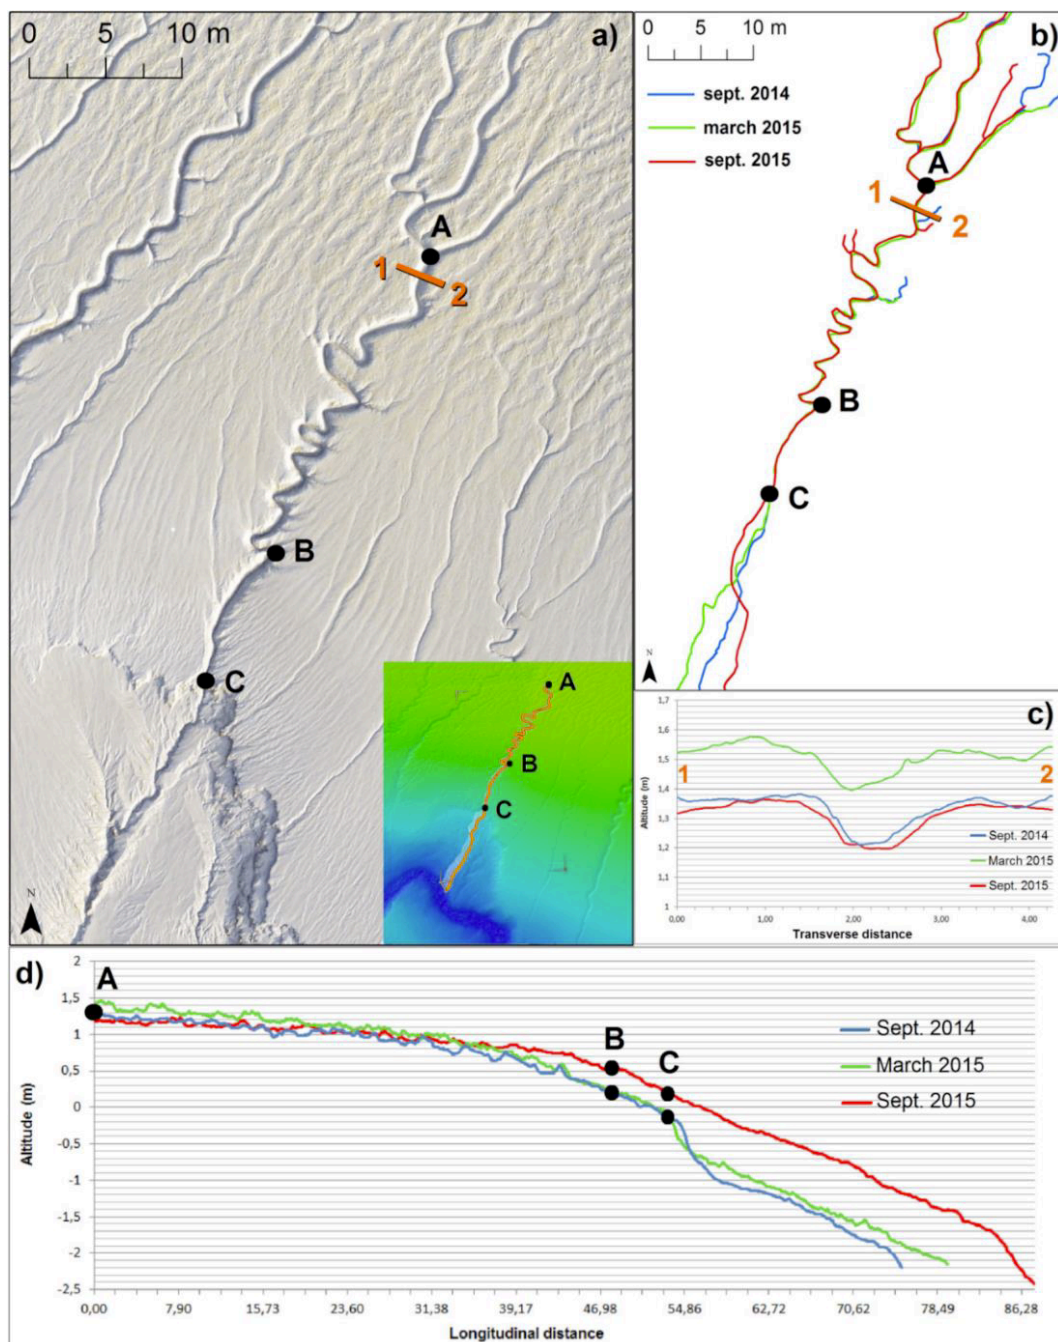 0 5 10 m
a)
A
1
2
B
C
N
A
B
C
b)
0 5 10 m
sept. 2014
march 2015
sept. 2015
A
1
2
B
C
N
c)
1,7
1,6
1,5
1,4
1,3
1,2
1,1
1
Altitude (m)
1
2
Sept. 2014
March 2015
Sept. 2015
0,00 1,00 2,00 3,00 4,00
Transverse distance
d)
A
B
C
2
1,5
1
0,5
0
-0,5
-1
-1,5
-2
-2,5
Altitude (m)
Sept. 2014
March 2015
Sept. 2015
0,00 7,90 15,73 23,60 31,38 39,17 46,98 54,86 62,72 70,62 78,49 86,28
Longitudinal distance